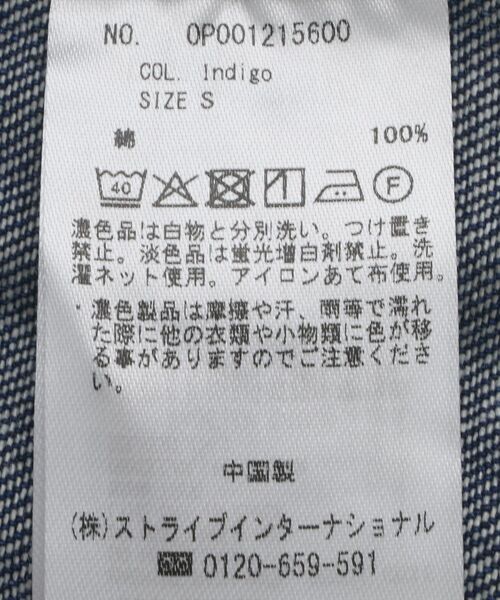 NO. OP001215600
COL. Indigo
SIZE S
綿 100%
40 F
濃色品は白物と分別洗い。つけ置き
禁止。淡色品は蛍光増白剤禁止。洗
濯ネット使用。アイロンあて布使用。
・濃色製品は摩擦や汗、雨等で濡れ
た際に他の衣類や小物類に色が移
る事がありますのでご注意くださ
い。
中国製
(株)ストライプインターナショナル
0120-659-591